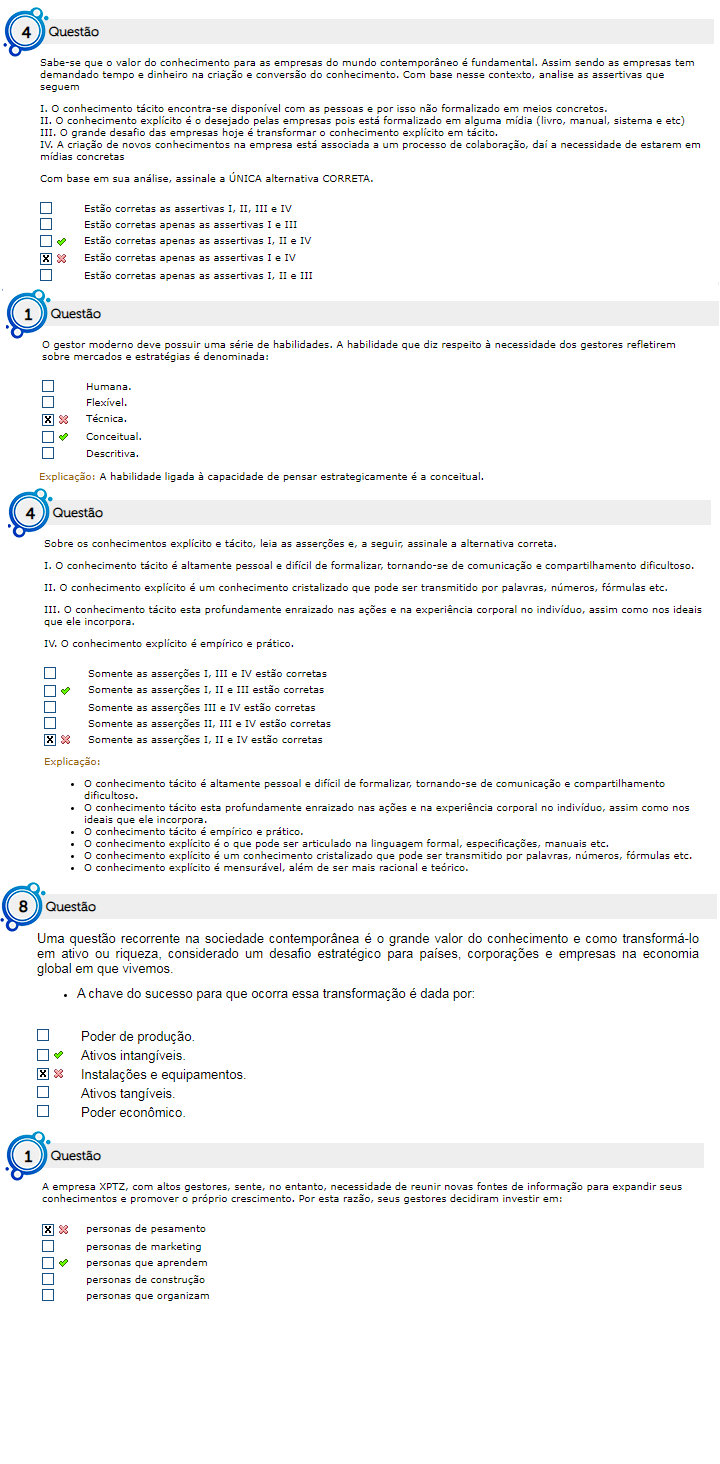 4 Questão
Sabe-se que o valor do conhecimento para as empresas do mundo contemporâneo é fundamental. Assim sendo as empresas tem
demandado tempo e dinheiro na criação e conversão do conhecimento. Com base nesse contexto, analise as assertivas que
seguem
I. O conhecimento tácito encontra-se disponível com as pessoas e por isso não formalizado em meios concretos.
II. O conhecimento explícito é o desejado pelas empresas pois está formalizado em alguma mídia (livro, manual, sistema e etc)
III. O grande desafio das empresas hoje é transformar o conhecimento explícito em tácito.
IV. A criação de novos conhecimentos na empresa está associada a um processo de colaboração, daí a necessidade de estarem em
mídias concretas
Com base em sua análise, assinale a ÚNICA alternativa CORRETA.
Estão corretas as assertivas I, II, III e IV
Estão corretas apenas as assertivas I e III
Estão corretas apenas as assertivas I, II e IV
Estão corretas apenas as assertivas I e IV
Estão corretas apenas as assertivas I, II e III
1 Questão
O gestor moderno deve possuir uma série de habilidades. A habilidade que diz respeito à necessidade dos gestores refletirem
sobre mercados e estratégias é denominada:
Humana.
Flexível.
Técnica.
Conceitual.
Descritiva.
Explicação: A habilidade ligada à capacidade de pensar estrategicamente é a conceitual.
4 Questão
Sobre os conhecimentos explícito e tácito, leia as asserções e, a seguir, assinale a alternativa correta.
I. O conhecimento tácito é altamente pessoal e difícil de formalizar, tornando-se de comunicação e compartilhamento dificultoso.
II. O conhecimento explícito é um conhecimento cristalizado que pode ser transmitido por palavras, números, fórmulas etc.
III. O conhecimento tácito esta profundamente enraizado nas ações e na experiência corporal no indivíduo, assim como nos ideais
que ele incorpora.
IV. O conhecimento explícito é empírico e prático.
Somente as asserções I, III e IV estão corretas
Somente as asserções I, II e III estão corretas
Somente as asserções III e IV estão corretas
Somente as asserções II, III e IV estão corretas
Somente as asserções I, II e IV estão corretas
Explicação:
• O conhecimento tácito é altamente pessoal e difícil de formalizar, tornando-se de comunicação e compartilhamento
dificultoso.
• O conhecimento tácito esta profundamente enraizado nas ações e na experiência corporal no indivíduo, assim como nos
ideais que ele incorpora.
• O conhecimento tácito é empírico e prático.
• O conhecimento explícito é o que pode ser articulado na linguagem formal, especificações, manuais etc.
• O conhecimento explícito é um conhecimento cristalizado que pode ser transmitido por palavras, números, fórmulas etc.
• O conhecimento explícito é mensurável, além de ser mais racional e teórico.
8 Questão
Uma questão recorrente na sociedade contemporânea é o grande valor do conhecimento e como transformá-lo
em ativo ou riqueza, considerado um desafio estratégico para países, corporações e empresas na economia
global em que vivemos.
• A chave do sucesso para que ocorra essa transformação é dada por:
Poder de produção.
Ativos intangíveis.
Instalações e equipamentos.
Ativos tangíveis.
Poder econômico.
1 Questão
A empresa XPTZ, com altos gestores, sente, no entanto, necessidade de reunir novas fontes de informação para expandir seus
conhecimentos e promover o próprio crescimento. Por esta razão, seus gestores decidiram investir em:
personas de pesamento
personas de marketing
personas que aprendem
personas de construção
personas que organizam